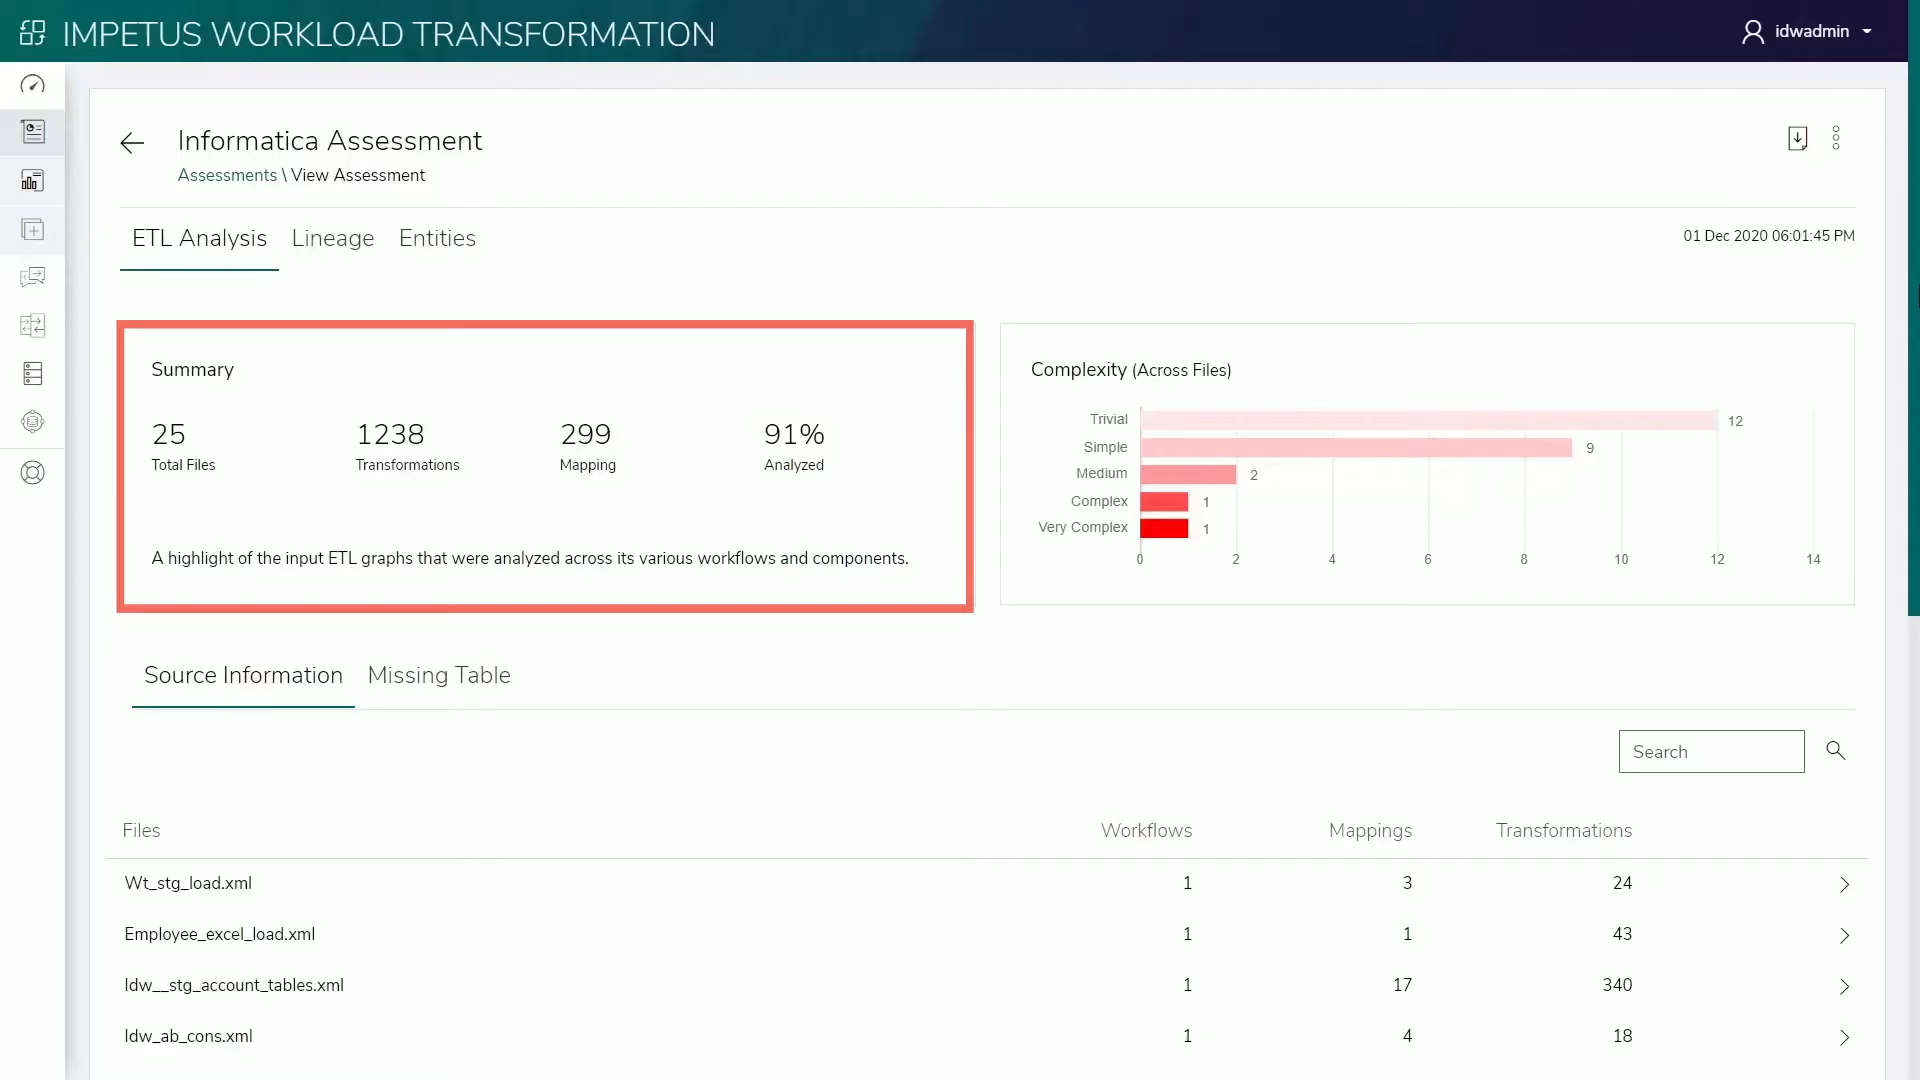 IMPETUS WORKLOAD TRANSFORMATION
idwadmin
Informatica Assessment
Assessments \ View Assessment
ETL Analysis Lineage Entities
01 Dec 2020 06:01:45 PM
Summary
25 1238 299 91%
Total Files Transformations Mapping Analyzed
A highlight of the input ETL graphs that were analyzed across its various workflows and components.
Complexity (Across Files)
Trivial 12
Simple 9
Medium 2
Complex 1
Very Complex 1
0 2 4 6 8 10 12 14
Source Information Missing Table
Search
Files Workflows Mappings Transformations
Wt_stg_load.xml 1 3 24
Employee_excel_load.xml 1 1 43
Idw__stg_account_tables.xml 1 17 340
Idw_ab_cons.xml 1 4 18